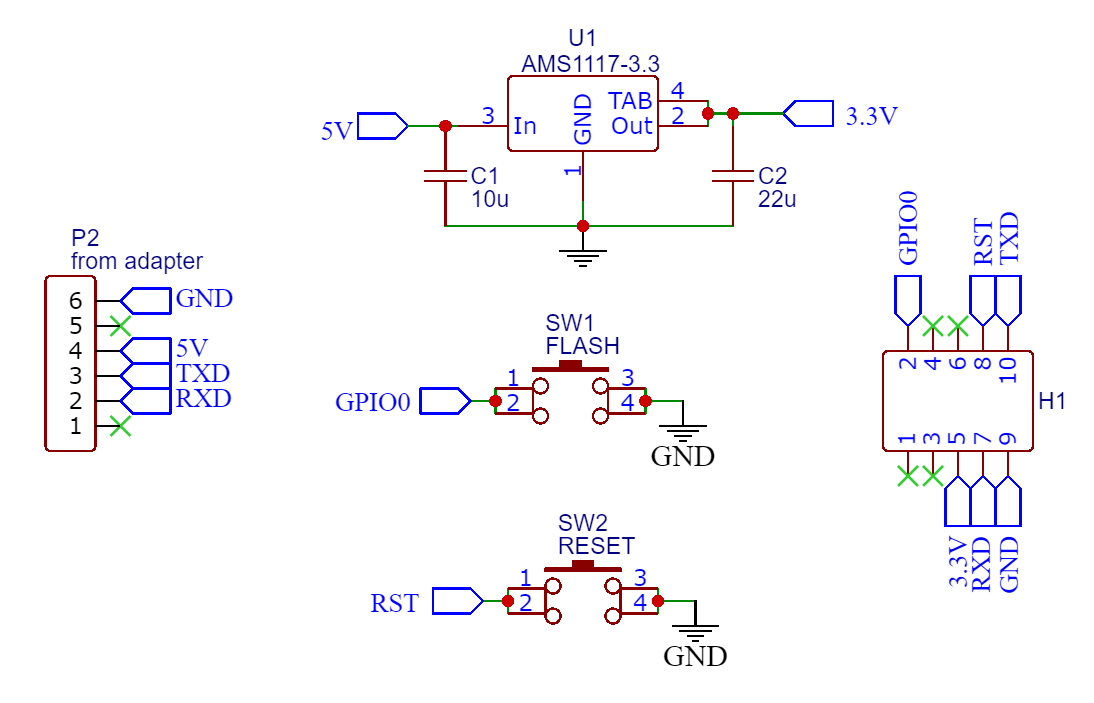 U1
AMS1117-3.3
5V
3
In
GND
TAB
Out
4
2
3.3V
1
C1
10u
C2
22u
P2
from adapter
6
GND
5
4
5V
3
TXD
2
RXD
1
SW1
FLASH
GPIO0
1
2
3
4
GND
SW2
RESET
RST
1
2
3
4
GND
GPIO0
RST
TXD
2
4
6
8
10
H1
1
3
5
7
9
3.3V
RXD
GND